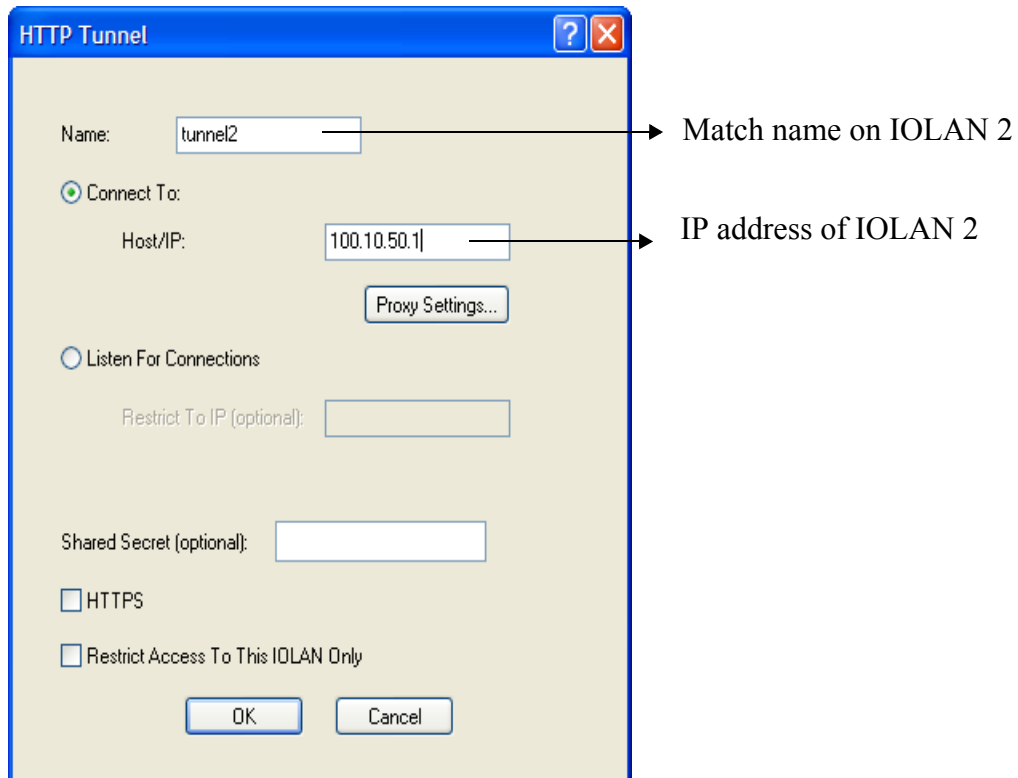 HTTP Tunnel
Name: tunnel2
Match name on IOLAN 2
Connect To:
Host/IP: 100.10.50.1
IP address of IOLAN 2
Proxy Settings...
Listen For Connections
Restrict To IP (optional):
Shared Secret (optional):
HTTPS
Restrict Access To This IOLAN Only
OK Cancel